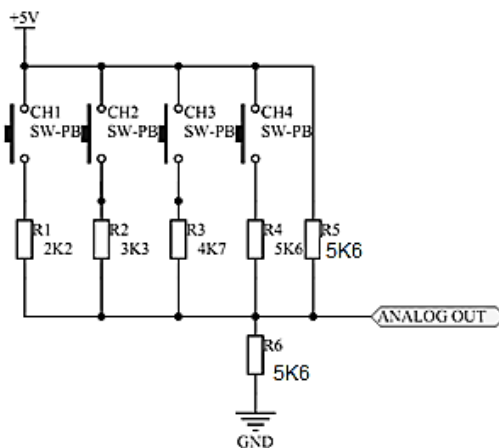 +5V
CH1
SW-PB
CH2
SW-PB
CH3
SW-PB
CH4
SW-PB
R1
2K2
R2
3K3
R3
4K7
R4
5K6
R5
5K6
ANALOG OUT
R6
5K6
GND